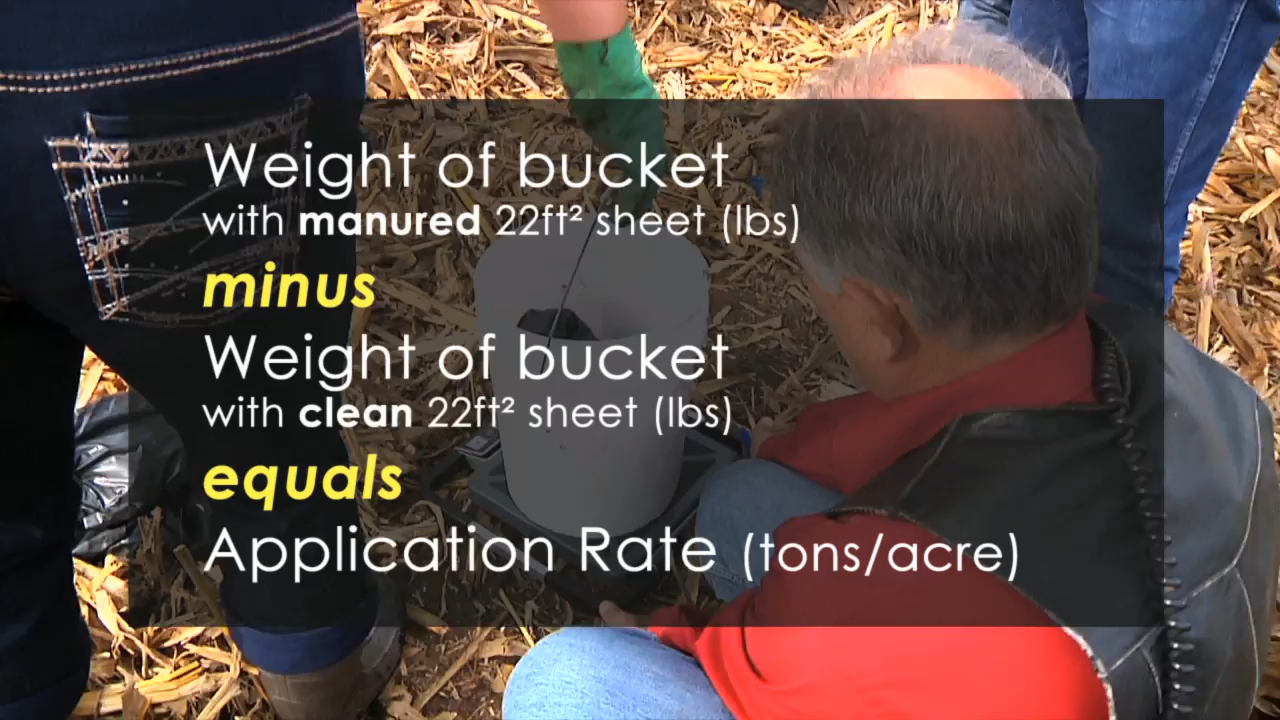 Weight of bucket
with manured 22ft² sheet (lbs)
minus
Weight of bucket
with clean 22ft² sheet (lbs)
equals
Application Rate (tons/acre)